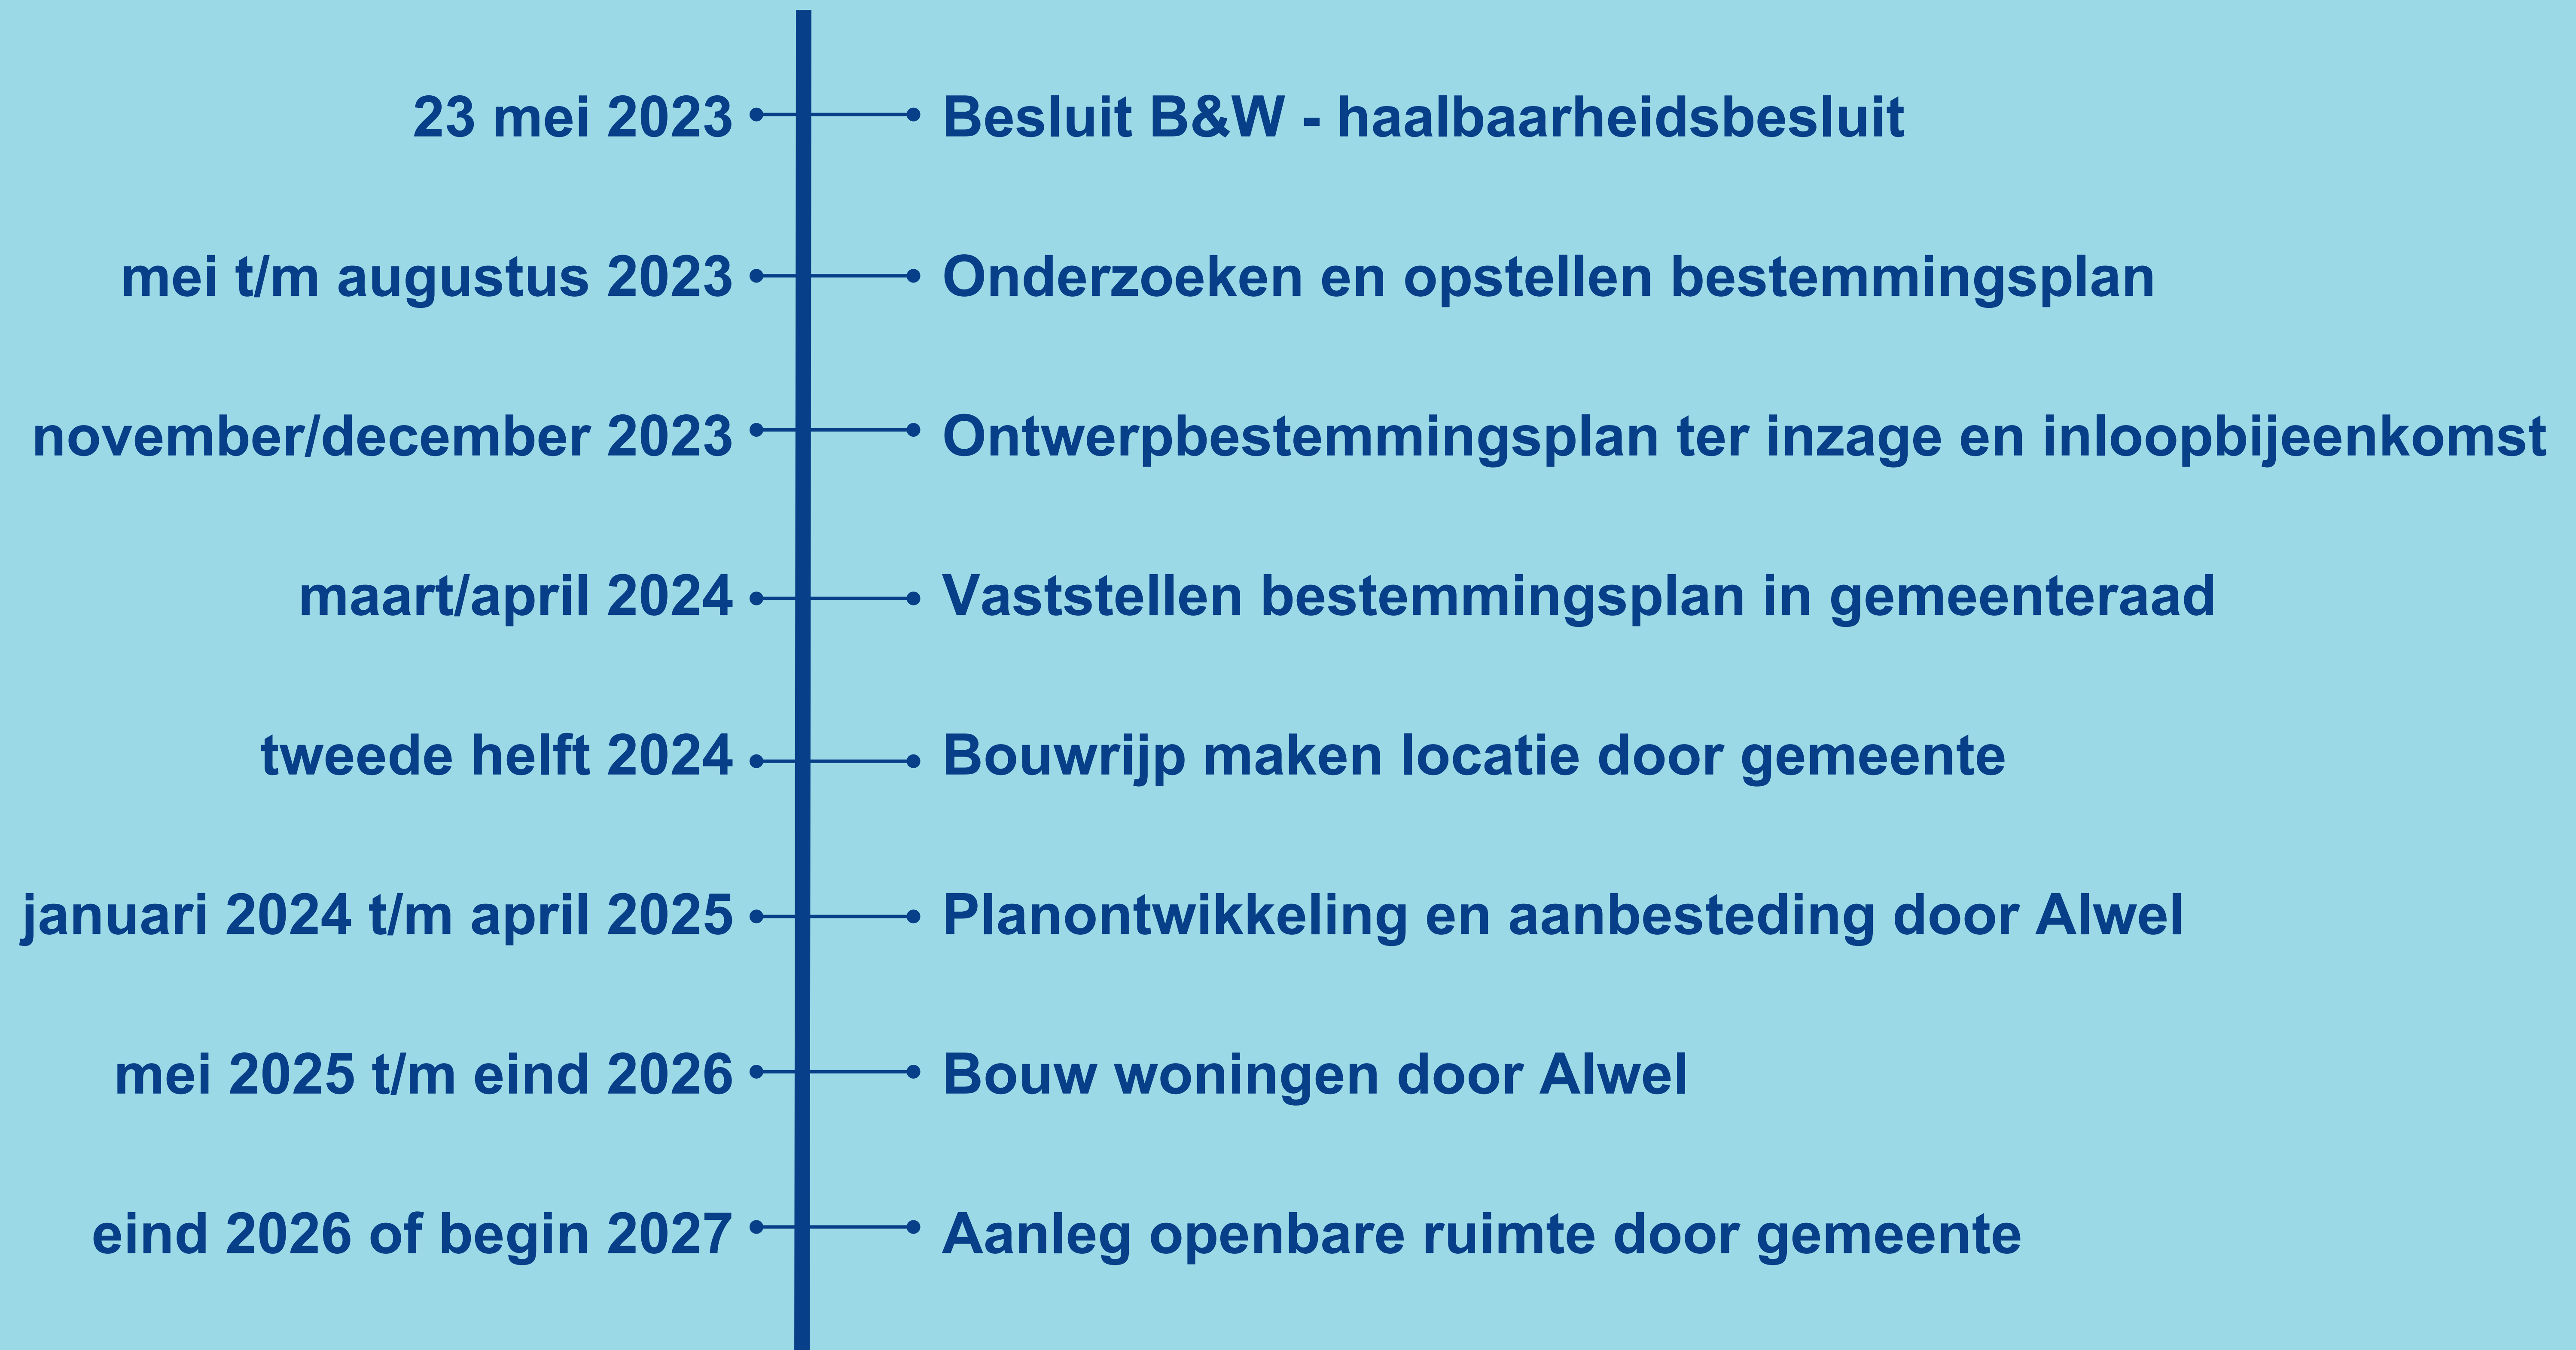 23 mei 2023 Besluit B&W - haalbaarheidsbesluit
mei t/m augustus 2023 Onderzoeken en opstellen bestemmingsplan
november/december 2023 Ontwerpbestemmingsplan ter inzage en inloopbijeenkomst
maart/april 2024 Vaststellen bestemmingsplan in gemeenteraad
tweede helft 2024 Bouwrijp maken locatie door gemeente
januari 2024 t/m april 2025 Planontwikkeling en aanbesteding door Alwel
mei 2025 t/m eind 2026 Bouw woningen door Alwel
eind 2026 of begin 2027 Aanleg openbare ruimte door gemeente